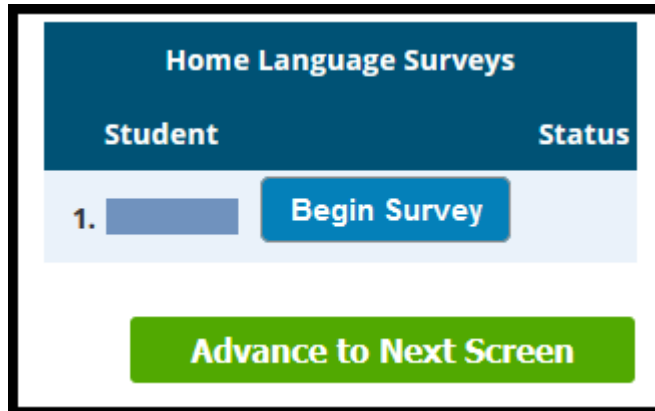 Home Language Surveys
Student Status
1. Begin Survey
Advance to Next Screen